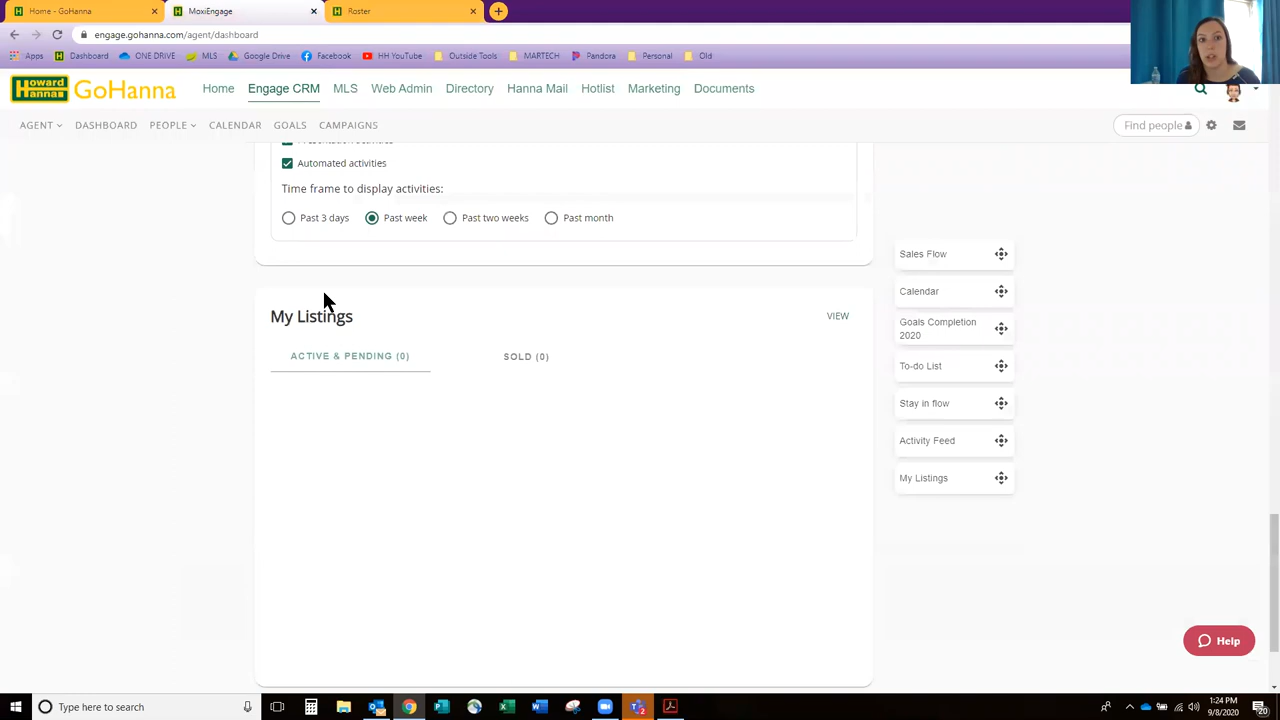 Home - GoHanna
MoxiEngage
Roster
engage.gohanna.com/agent/dashboard
Apps
Dashboard
ONE DRIVE
MLS
Google Drive
HH YouTube
Facebook
Outside Tools
MARTECH
Pandora
Personal
Old
Howard Hanna
GoHanna
Home
Engage CRM
MLS
Web Admin
Directory
Hanna Mail
Hotlist
Marketing
Documents
AGENT
DASHBOARD
PEOPLE
CALENDAR
GOALS
CAMPAIGNS
Find people
Presentation activities
Automated activities
Time frame to display activities:
Past 3 days
Past week
Past two weeks
Past month
My Listings
VIEW
ACTIVE & PENDING (0)
SOLD (0)
Sales Flow
Calendar
Goals Completion
2020
To-do List
Stay in flow
Activity Feed
My Listings
Help
Type here to search
1:24 PM
9/8/2020
20